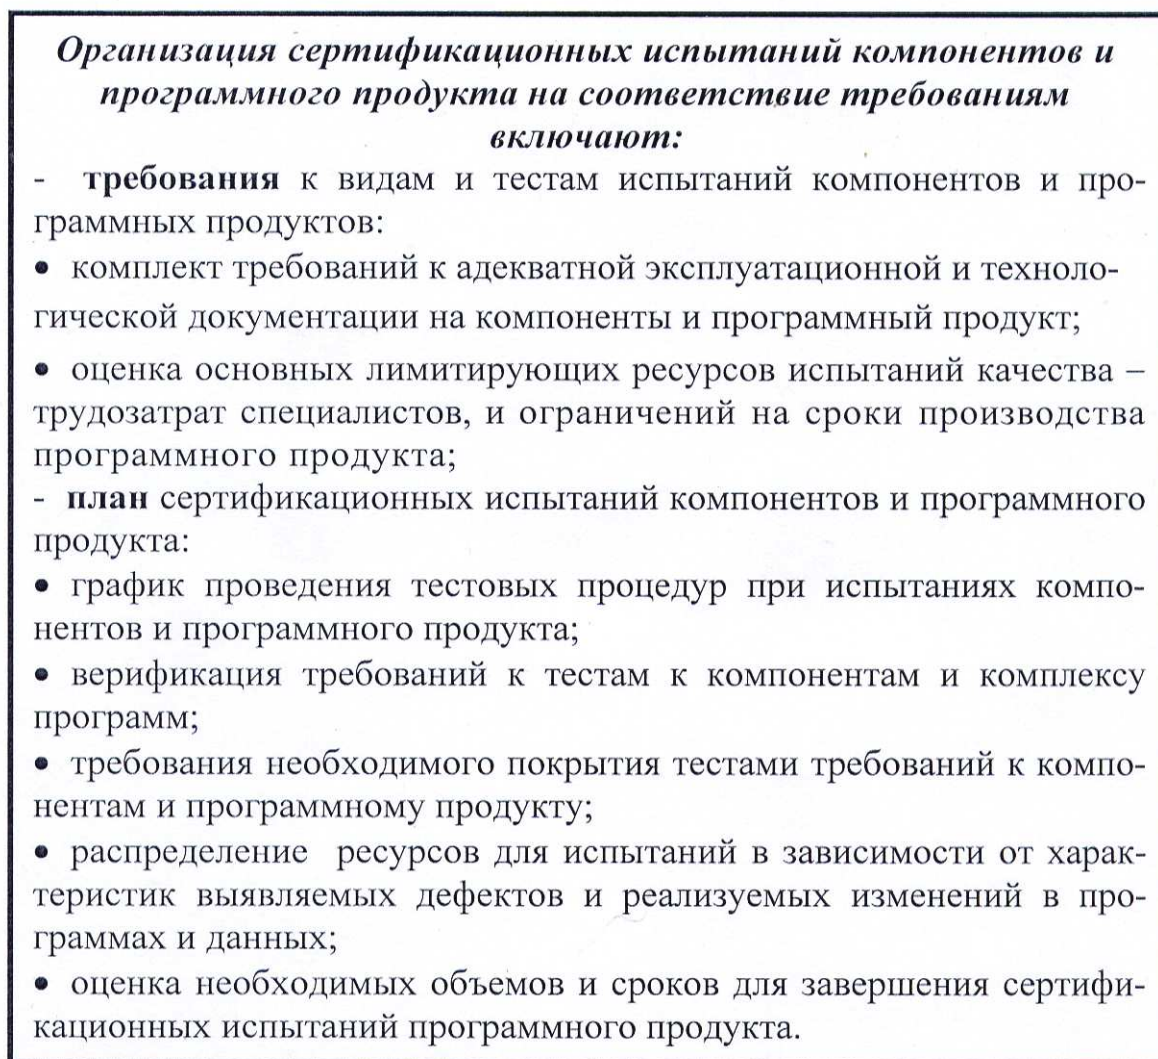 Организация сертификационных испытаний компонентов и
программного продукта на соответствие требованиям
включают:
- требования к видам и тестам испытаний компонентов и про-
граммных продуктов:
• комплект требований к адекватной эксплуатационной и техноло-
гической документации на компоненты и программный продукт;
• оценка основных лимитирующих ресурсов испытаний качества –
трудозатрат специалистов, и ограничений на сроки производства
программного продукта;
- план сертификационных испытаний компонентов и программного
продукта:
• график проведения тестовых процедур при испытаниях компо-
нентов и программного продукта;
• верификация требований к тестам к компонентам и комплексу
программ;
• требования необходимого покрытия тестами требований к компо-
нентам и программному продукту;
• распределение ресурсов для испытаний в зависимости от харак-
теристик выявляемых дефектов и реализуемых изменений в про-
граммах и данных;
• оценка необходимых объемов и сроков для завершения сертифи-
кационных испытаний программного продукта.